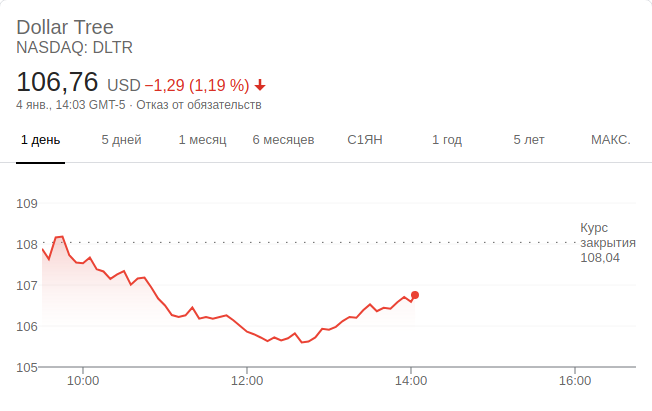 Dollar Tree
NASDAQ: DLTR
106,76 USD −1,29 (1,19 %)
4 янв., 14:03 GMT-5 · Отказ от обязательств
1 день 5 дней 1 месяц 6 месяцев С1ЯН 1 год 5 лет МАКС.
109
108
107
106
105
Курс
закрытия
108,04
10:00 12:00 14:00 16:00